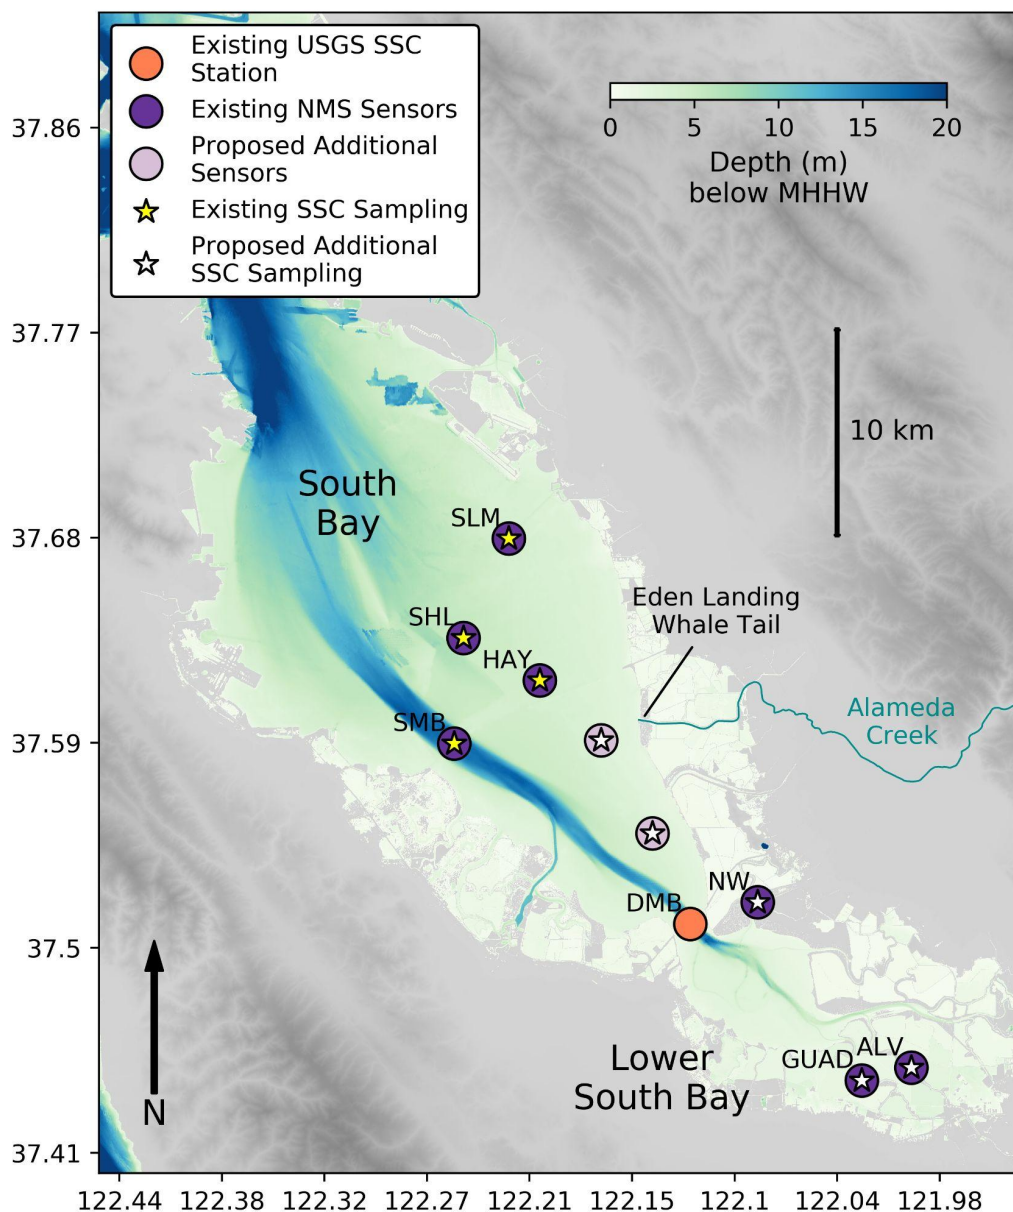 Existing USGS SSC
Station
Existing NMS Sensors
Proposed Additional
Sensors
Existing SSC Sampling
Proposed Additional
SSC Sampling
0 5 10 15 20
Depth (m)
below MHHW
37.86
37.77
37.68
37.59
37.5
37.41
10 km
South
Bay
SLM
SHL
HAY
SMB
Eden Landing
Whale Tail
Alameda
Creek
NW
DMB
ALV
GUAD
Lower
South Bay
N
122.44 122.38 122.32 122.27 122.21 122.15 122.1 122.04 121.98